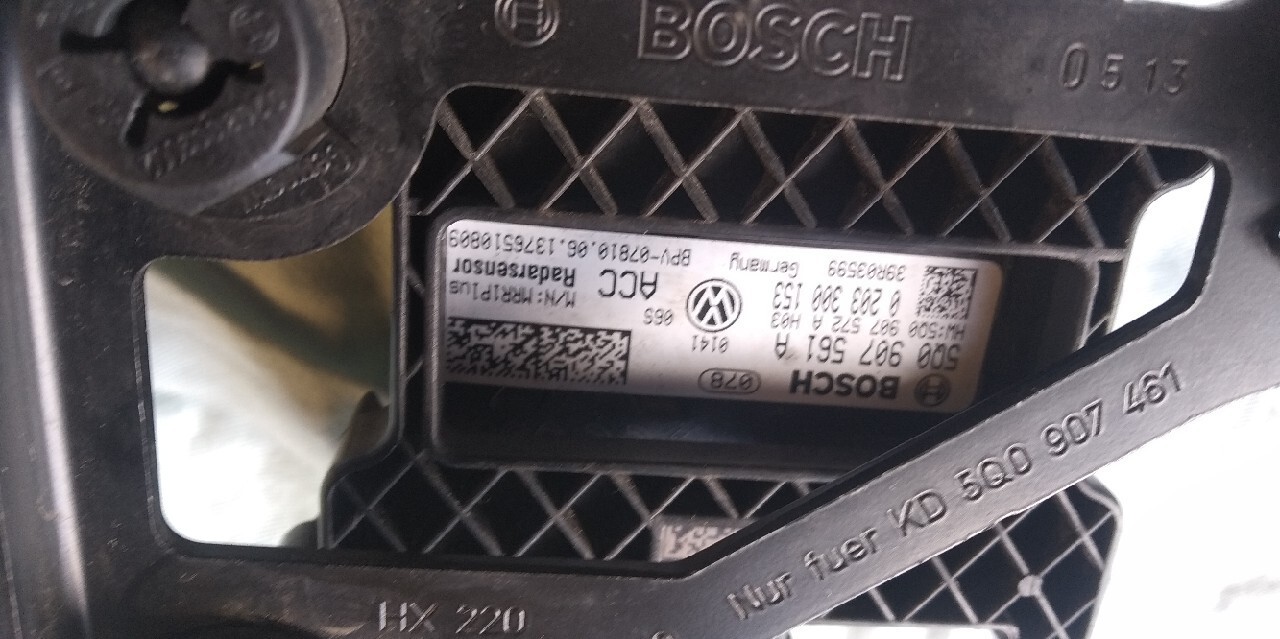 BOSCH
0513
BOSCH
078
5Q0 907 561 A
0141
HW:5Q0 907 572 A H03
06S
0 203 300 153
39R03599
Germany
M/N:MRR1Plus
Radarsensor
ACC
BPV-07810.06.1376510809
Nur fuer KD 5Q0 907 461
HX 220